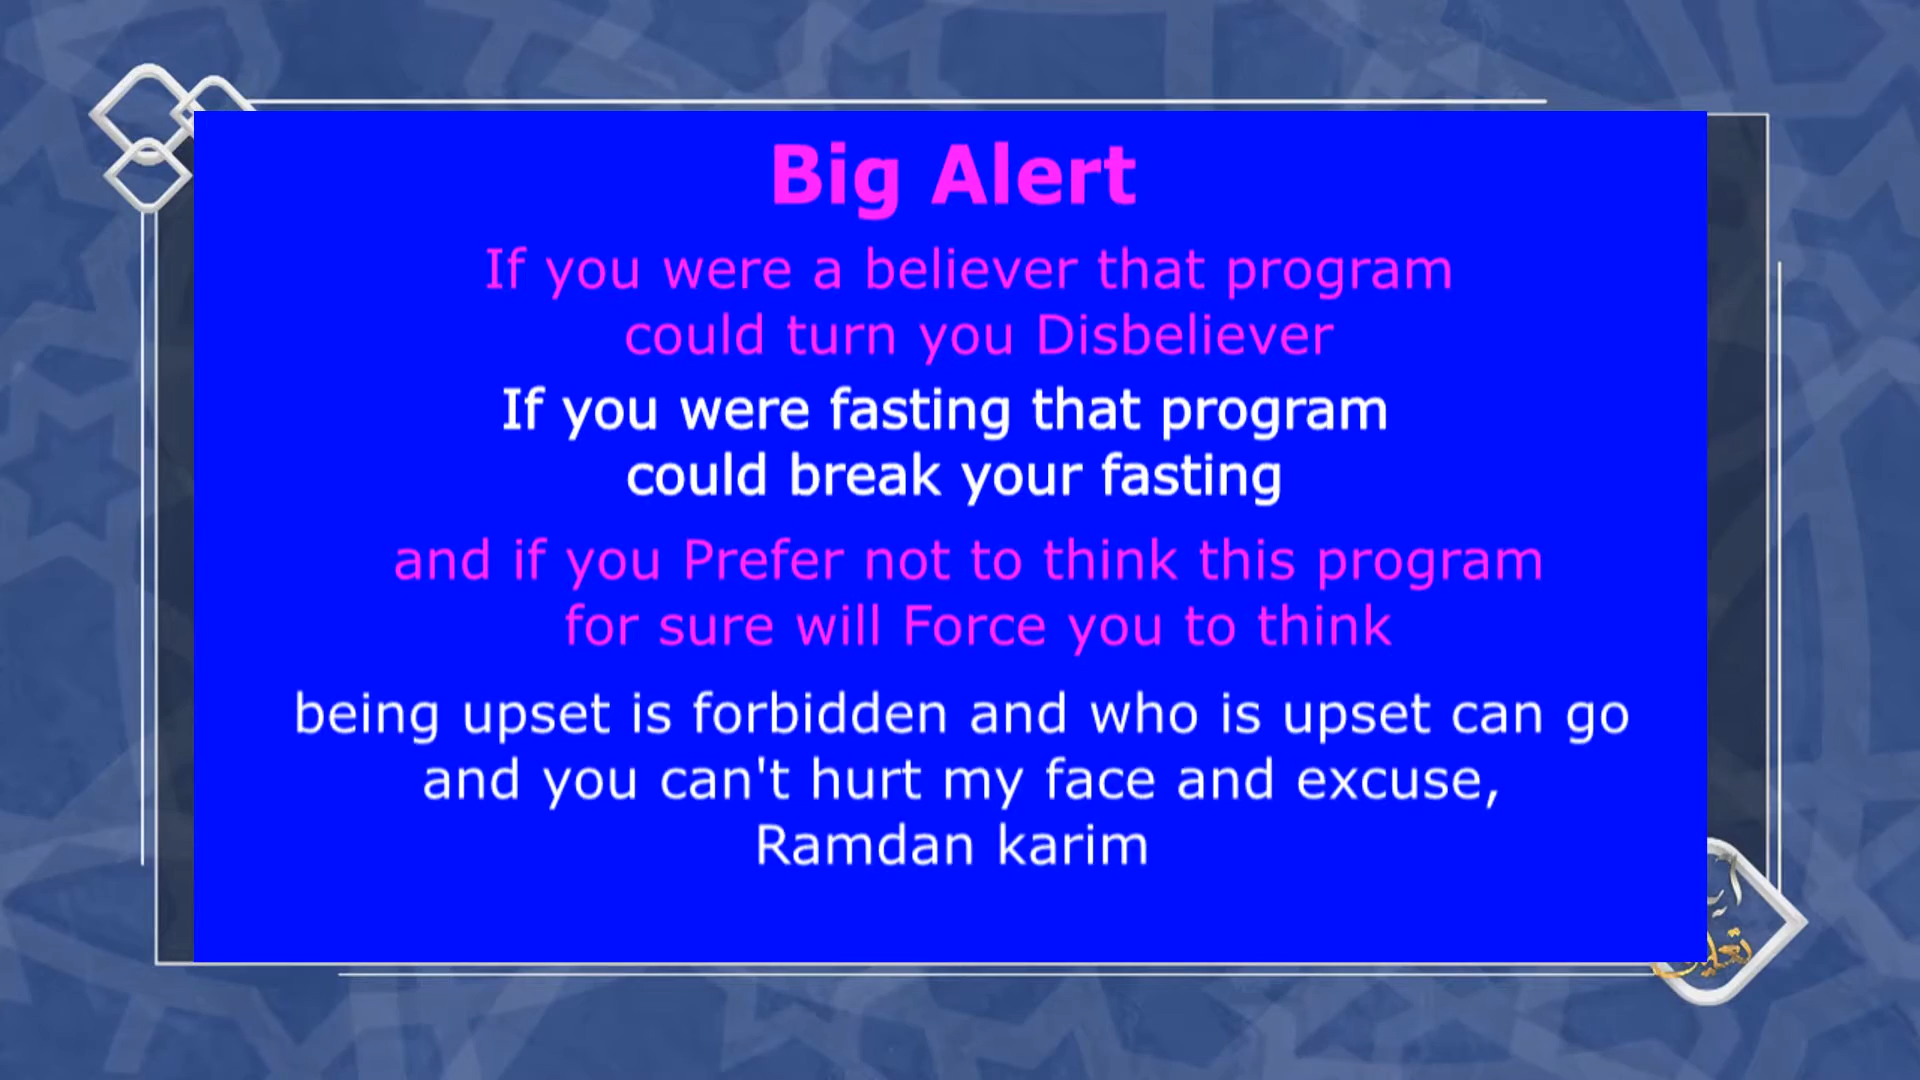 Big Alert
If you were a believer that program
could turn you Disbeliever
If you were fasting that program
could break your fasting
and if you Prefer not to think this program
for sure will Force you to think
being upset is forbidden and who is upset can go
and you can't hurt my face and excuse,
Ramdan karim